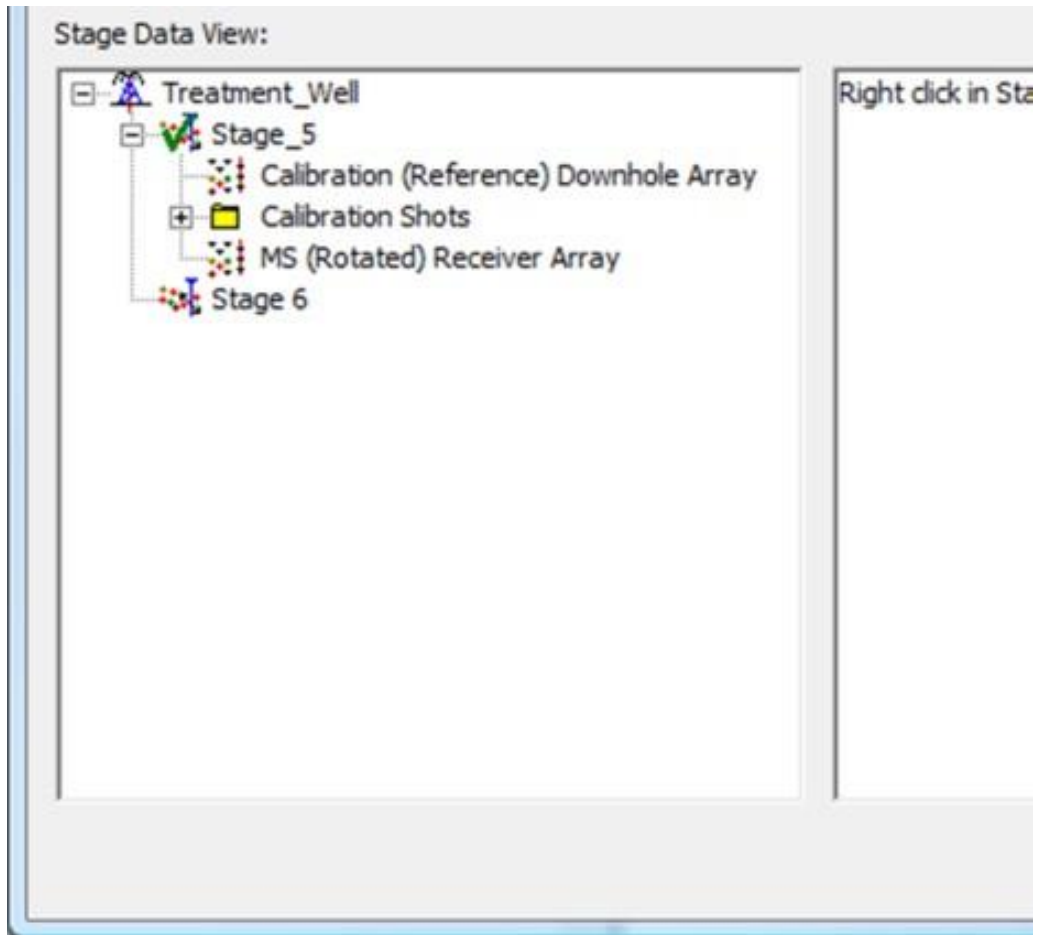 Stage Data View:
Treatment_Well
Stage_5
Calibration (Reference) Downhole Array
Calibration Shots
MS (Rotated) Receiver Array
Stage 6
Right click in Sta